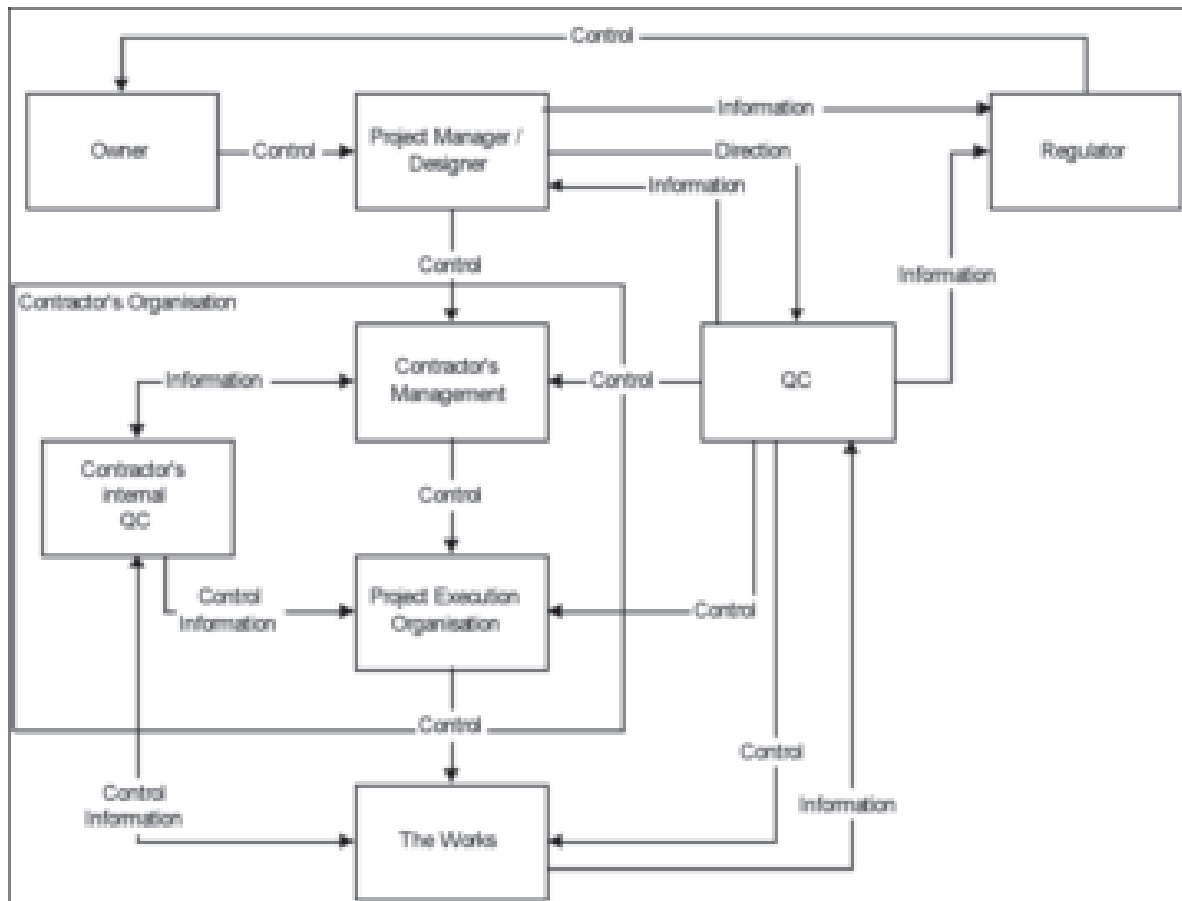 Control
Owner
Control
Project Manager /
Designer
Information
Direction
Information
Regulator
Control
Information
Contractor's Organisation
Information
Contractor's
Management
Control
QC
Contractor's
internal
QC
Control
Control
Information
Project Execution
Organisation
Control
Control
Control
Control
Information
Information
The Works